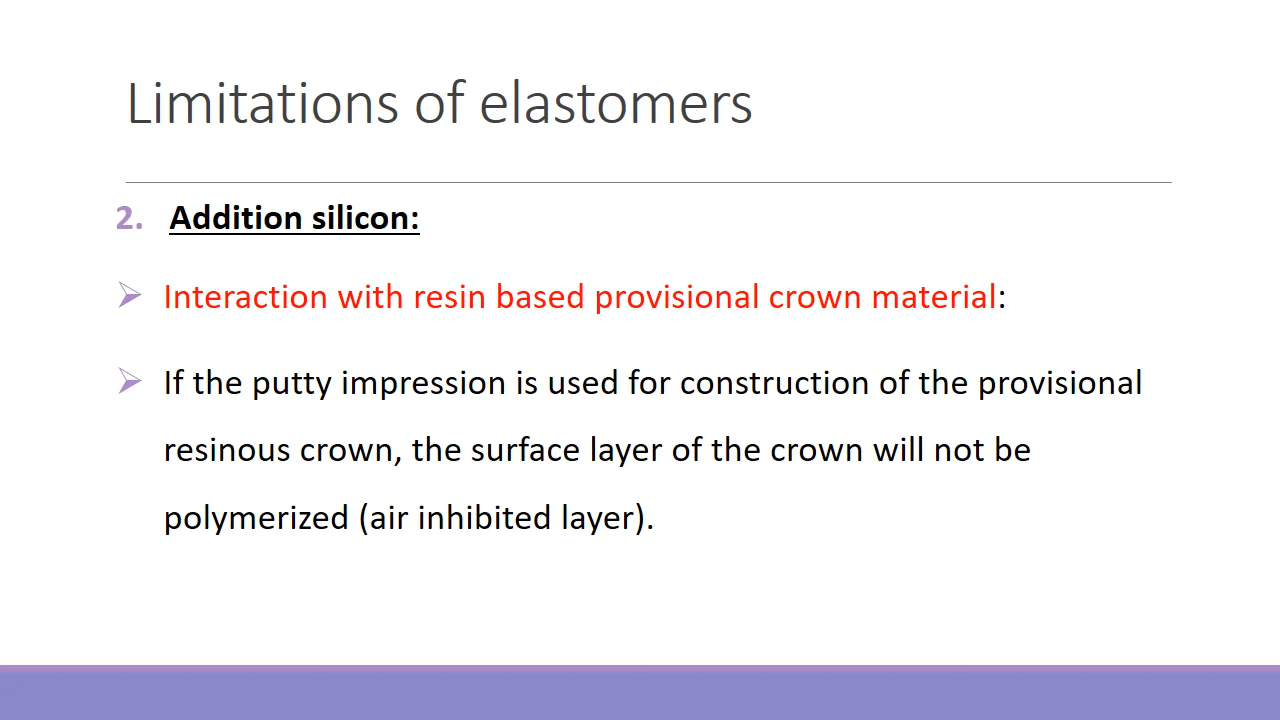 Limitations of elastomers
2. Addition silicon:
Interaction with resin based provisional crown material:
If the putty impression is used for construction of the provisional
resinous crown, the surface layer of the crown will not be
polymerized (air inhibited layer).